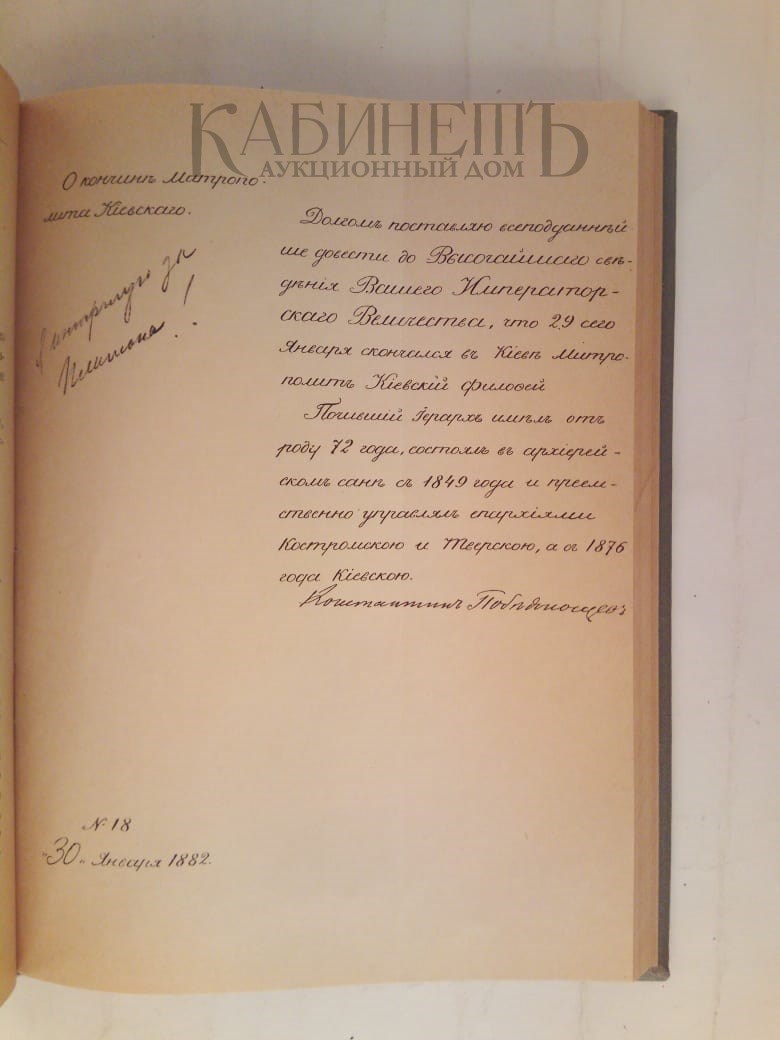 КАБИНЕТЪ
АУКЦИОННЫЙ ДОМ
О кончинѣ Митропо-
лита Кіевскаго.
Долгомъ поставляю всеподданнѣй
ше довести до Высочайшаго свѣ-
дѣнія Вашего Император-
скаго Величества, что 29 сего
Января скончался въ Кіевѣ Митро-
политъ Кіевскій Филоѳей
Почившій Іерархъ имѣлъ отъ
роду 72 года, состоялъ въ архіерей-
скомъ санѣ съ 1849 года и преем-
ственно управлялъ епархіями
Костромскою и Тверскою, а съ 1876
года Кіевскою.
Константинъ Побѣдоносцевъ
№ 18
"30" Января 1882.